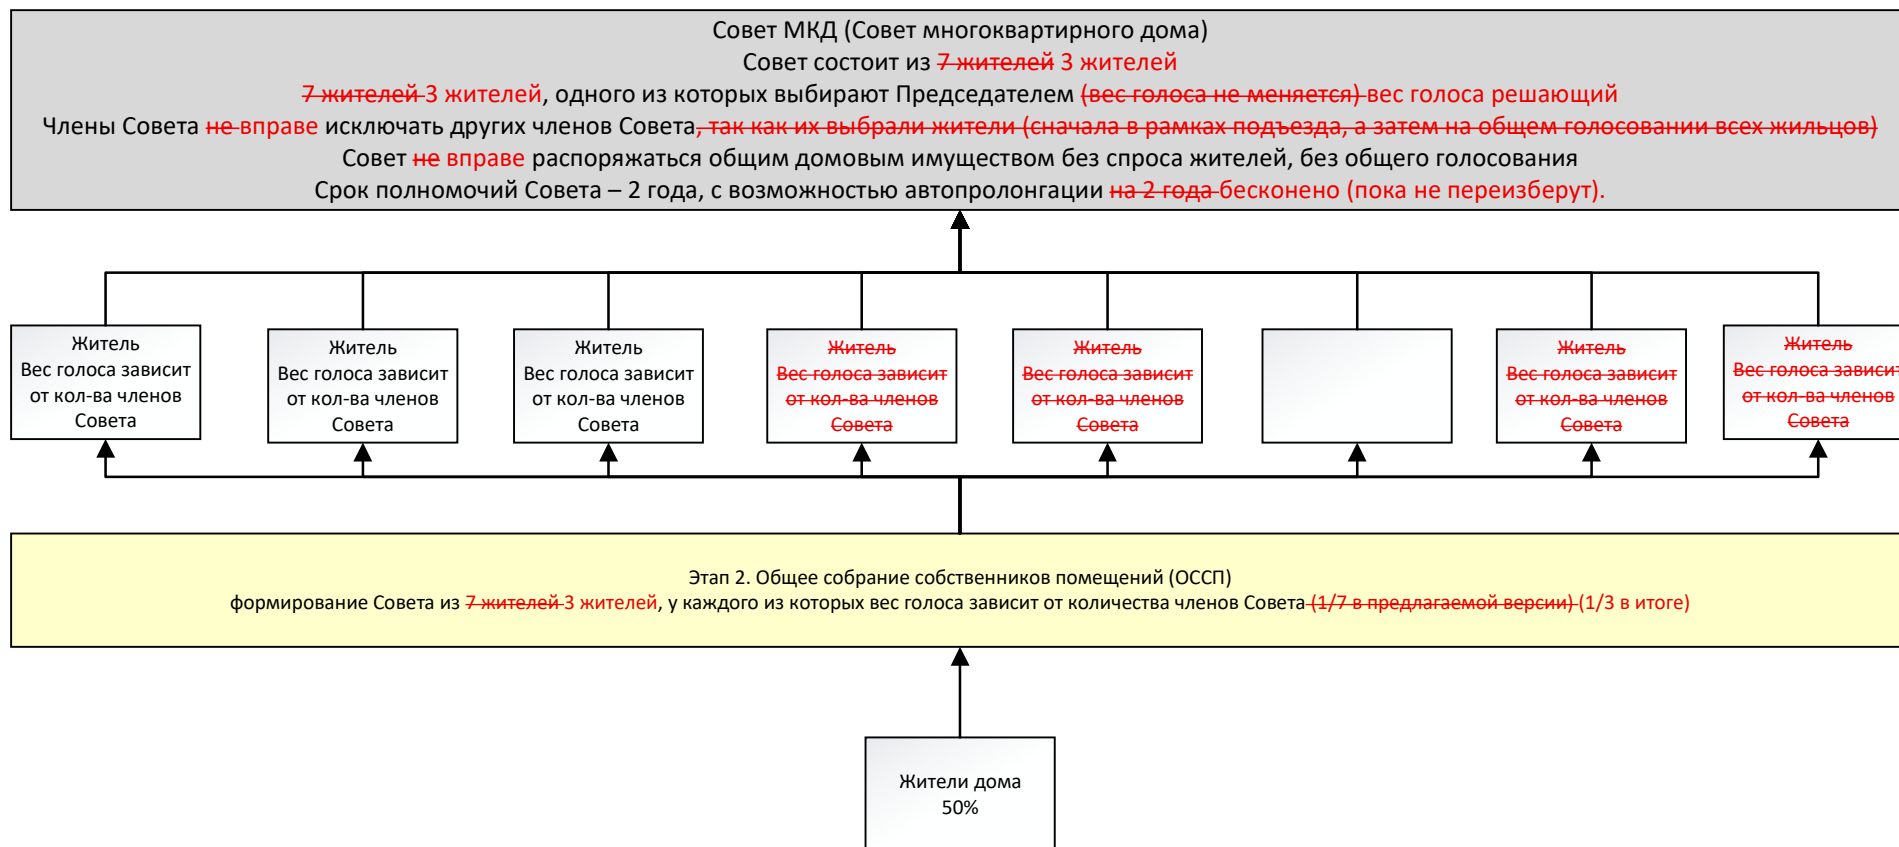 Совет МКД (Совет многоквартирного дома)
Совет состоит из 7 жителей 3 жителей
7 жителей 3 жителей, одного из которых выбирают Председателем (вес голоса не меняется) вес голоса решающий
Члены Совета не вправе исключать других членов Совета, так как их выбрали жители (сначала в рамках подъезда, а затем на общем голосовании всех жильцов)
Совет не вправе распоряжаться общим домовым имуществом без спроса жителей, без общего голосования
Срок полномочий Совета – 2 года, с возможностью автопролонгации на 2 года бесконено (пока не переизберут).
Житель
Вес голоса зависит
от кол-ва членов
Совета
Житель
Вес голоса зависит
от кол-ва членов
Совета
Житель
Вес голоса зависит
от кол-ва членов
Совета
Житель
Вес голоса зависит
от кол-ва членов
Совета
Житель
Вес голоса зависит
от кол-ва членов
Совета
Житель
Вес голоса зависит
от кол-ва членов
Совета
Житель
Вес голоса зависит
от кол-ва членов
Совета
Этап 2. Общее собрание собственников помещений (ОССП)
формирование Совета из 7 жителей 3 жителей, у каждого из которых вес голоса зависит от количества членов Совета (1/7 в предлагаемой версии) (1/3 в итоге)
Жители дома
50%